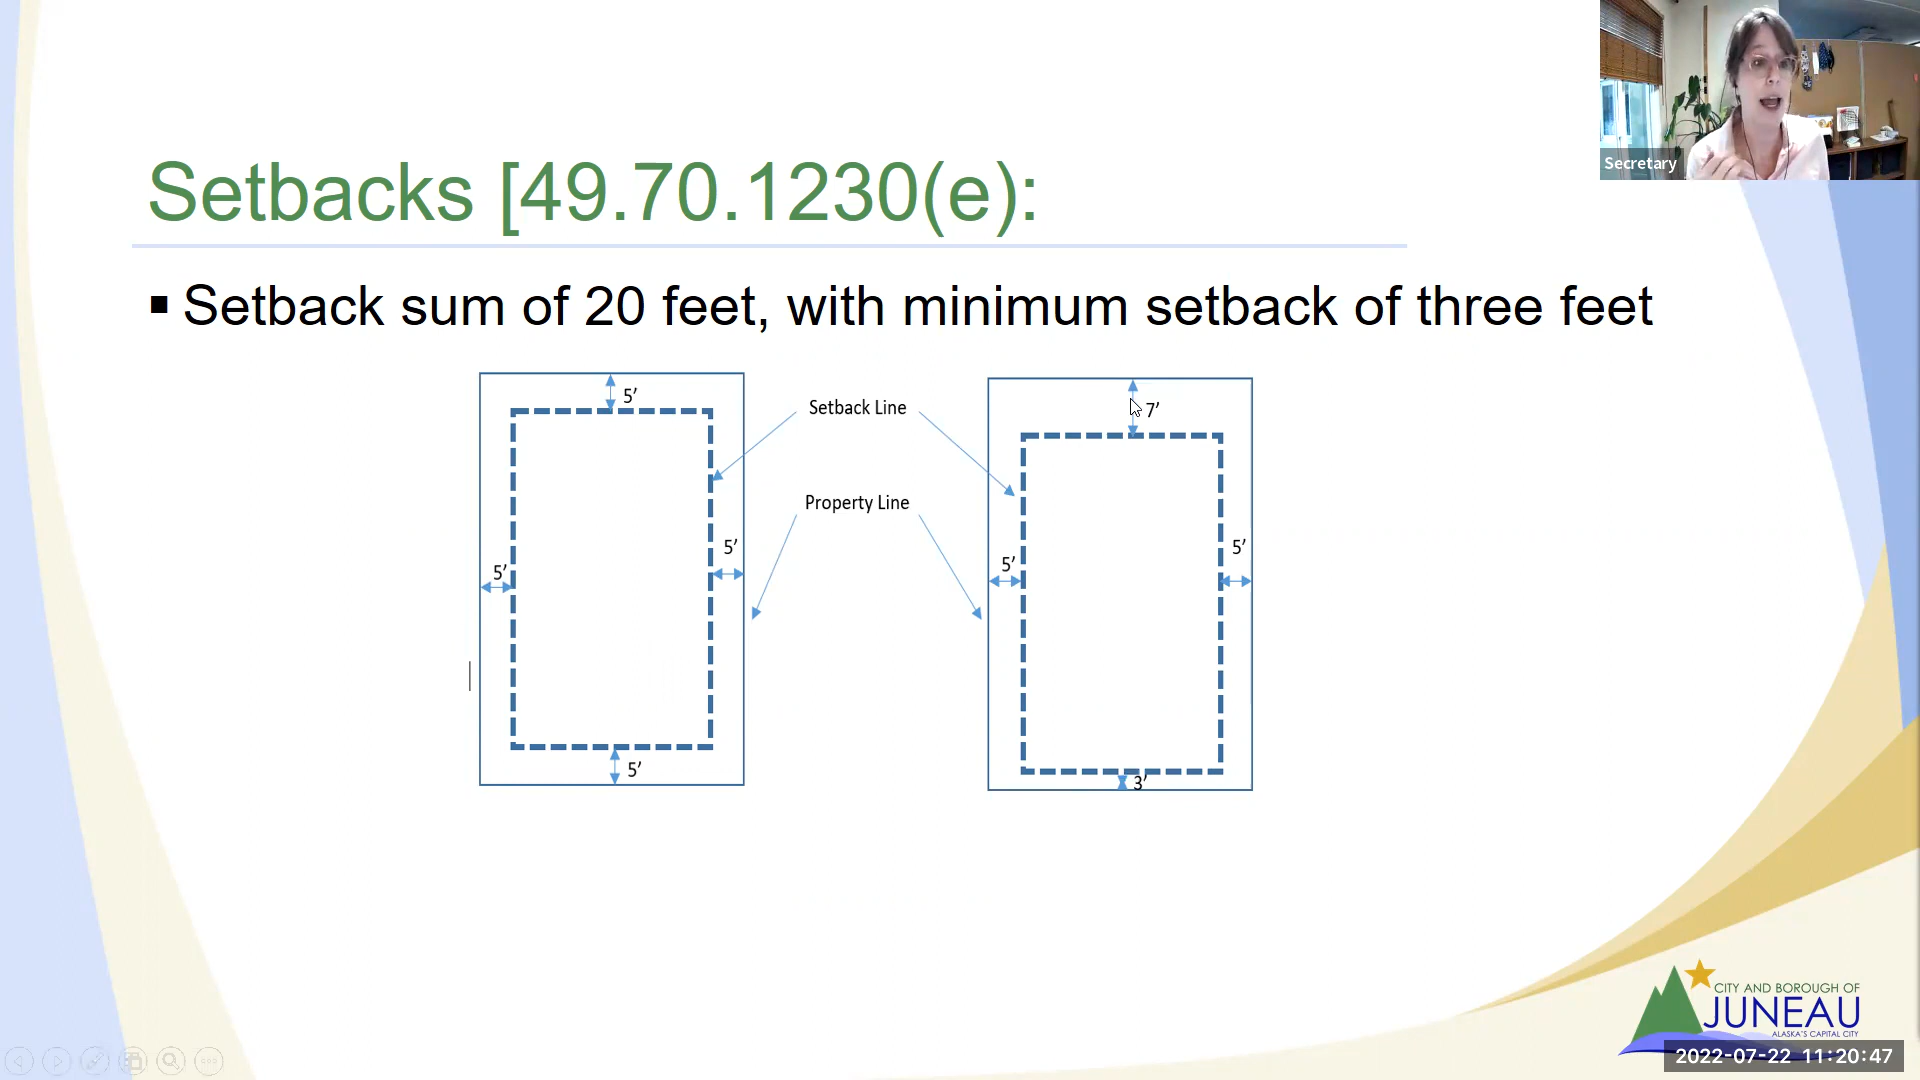 Secretary
Setbacks [49.70.1230(e):
▪ Setback sum of 20 feet, with minimum setback of three feet
5’
Setback Line
7’
Property Line
5’
5’
5’
5’
5’
3’
CITY AND BOROUGH OF
JUNEAU
ALASKA'S CAPITAL CITY
2022-07-22 11:20:47